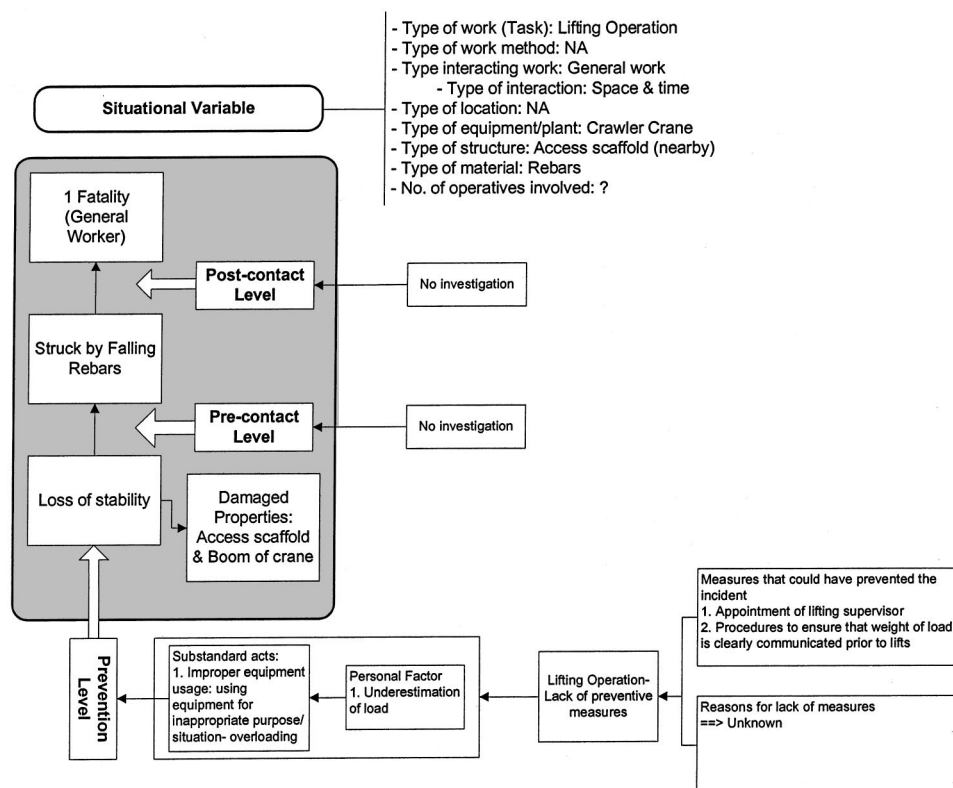 - Type of work (Task): Lifting Operation
- Type of work method: NA
- Type interacting work: General work
- Type of interaction: Space & time
- Type of location: NA
- Type of equipment/plant: Crawler Crane
- Type of structure: Access scaffold (nearby)
- Type of material: Rebars
- No. of operatives involved: ?
Situational Variable
1 Fatality
(General
Worker)
Post-contact
Level
No investigation
Struck by Falling
Rebars
Pre-contact
Level
No investigation
Loss of stability
Damaged
Properties:
Access scaffold
& Boom of crane
Prevention
Level
Substandard acts:
1. Improper equipment
usage: using
equipment for
inappropriate purpose/
situation- overloading
Personal Factor
1. Underestimation
of load
Lifting Operation-
Lack of preventive
measures
Measures that could have prevented the
incident
1. Appointment of lifting supervisor
2. Procedures to ensure that weight of load
is clearly communicated prior to lifts
Reasons for lack of measures
==> Unknown